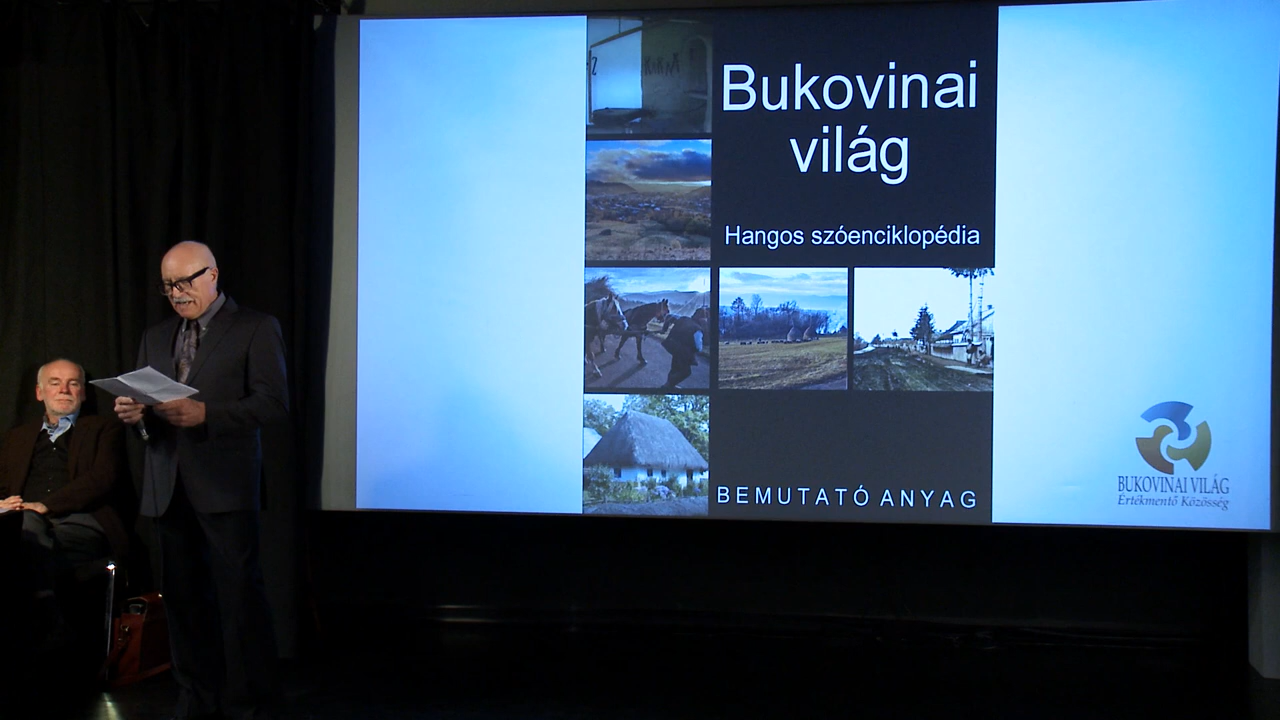 Bukovinai
világ
Hangos szóenciklopédia
BEMUTATÓ ANYAG
BUKOVINAI VILÁG
Értékmentő Közösség